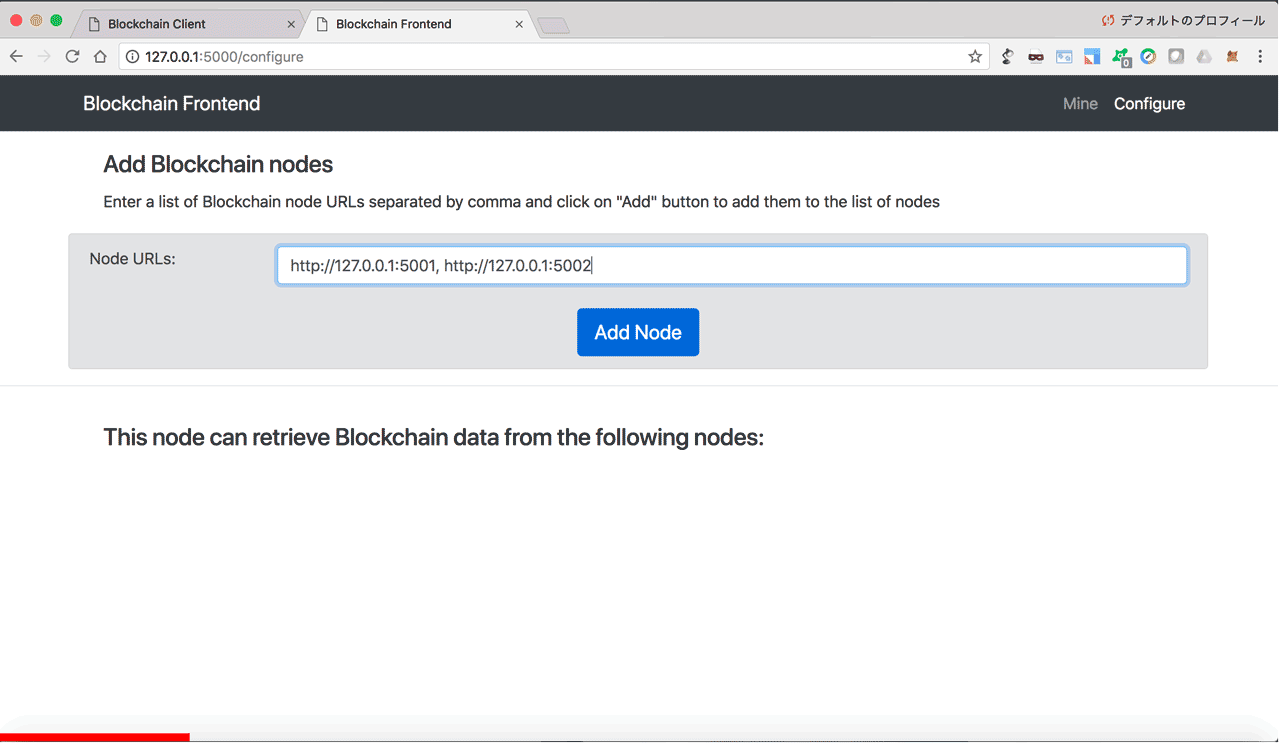 Blockchain Client
Blockchain Frontend
デフォルトのプロフィール
127.0.0.1:5000/configure
0
Blockchain Frontend
Mine
Configure
Add Blockchain nodes
Enter a list of Blockchain node URLs separated by comma and click on "Add" button to add them to the list of nodes
Node URLs:
http://127.0.0.1:5001, http://127.0.0.1:5002
Add Node
This node can retrieve Blockchain data from the following nodes: